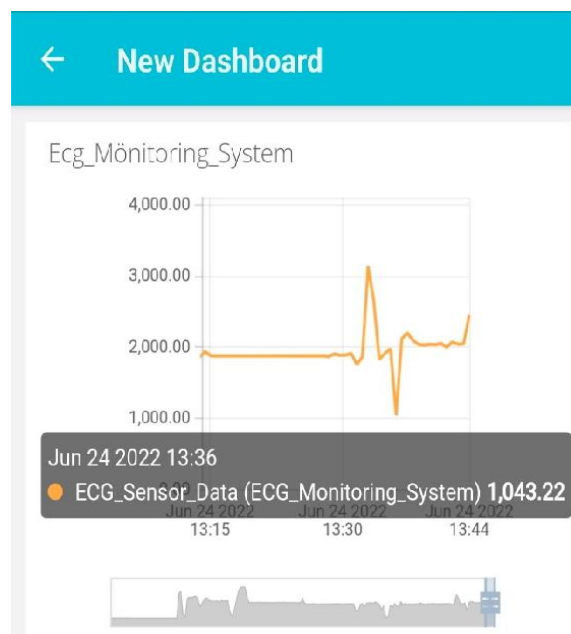 New Dashboard
Ecg_Mönitoring_System
4,000.00
3,000.00
2,000.00
1,000.00
Jun 24 2022 13:36
0.00
ECG_Sensor_Data (ECG_Monitoring_System) 1,043.22
Jun 24 2022 Jun 24 2022 Jun 24 2022
13:15 13:30 13:44